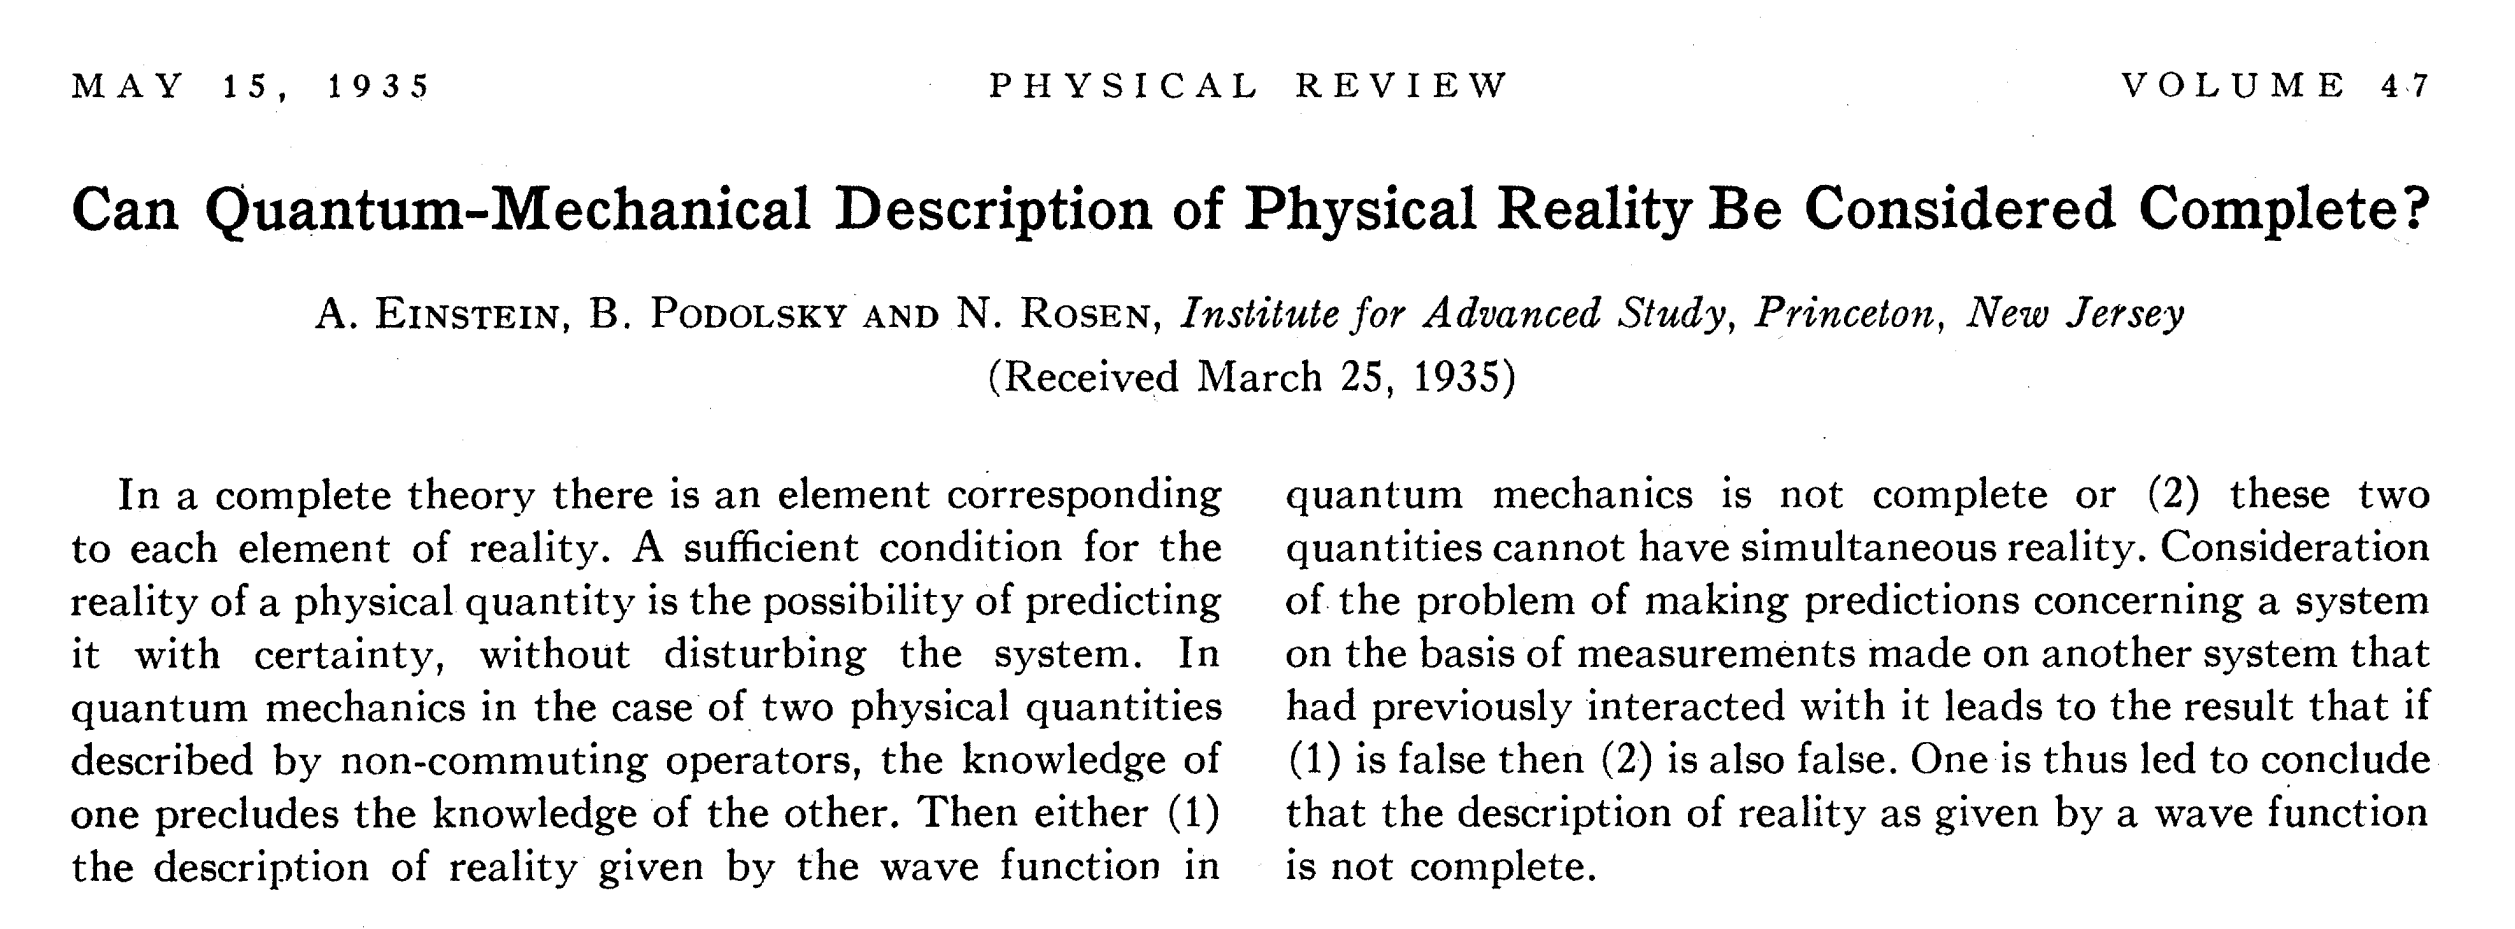 MAY 15, 1935 PHYSICAL REVIEW VOLUME 47
Can Quantum-Mechanical Description of Physical Reality Be Considered Complete?
A. EINSTEIN, B. PODOLSKY AND N. ROSEN, Institute for Advanced Study, Princeton, New Jersey
(Received March 25, 1935)
In a complete theory there is an element corresponding
to each element of reality. A sufficient condition for the
reality of a physical quantity is the possibility of predicting
it with certainty, without disturbing the system. In
quantum mechanics in the case of two physical quantities
described by non-commuting operators, the knowledge of
one precludes the knowledge of the other. Then either (1)
the description of reality given by the wave function in
quantum mechanics is not complete or (2) these two
quantities cannot have simultaneous reality. Consideration
of the problem of making predictions concerning a system
on the basis of measurements made on another system that
had previously interacted with it leads to the result that if
(1) is false then (2) is also false. One is thus led to conclude
that the description of reality as given by a wave function
is not complete.